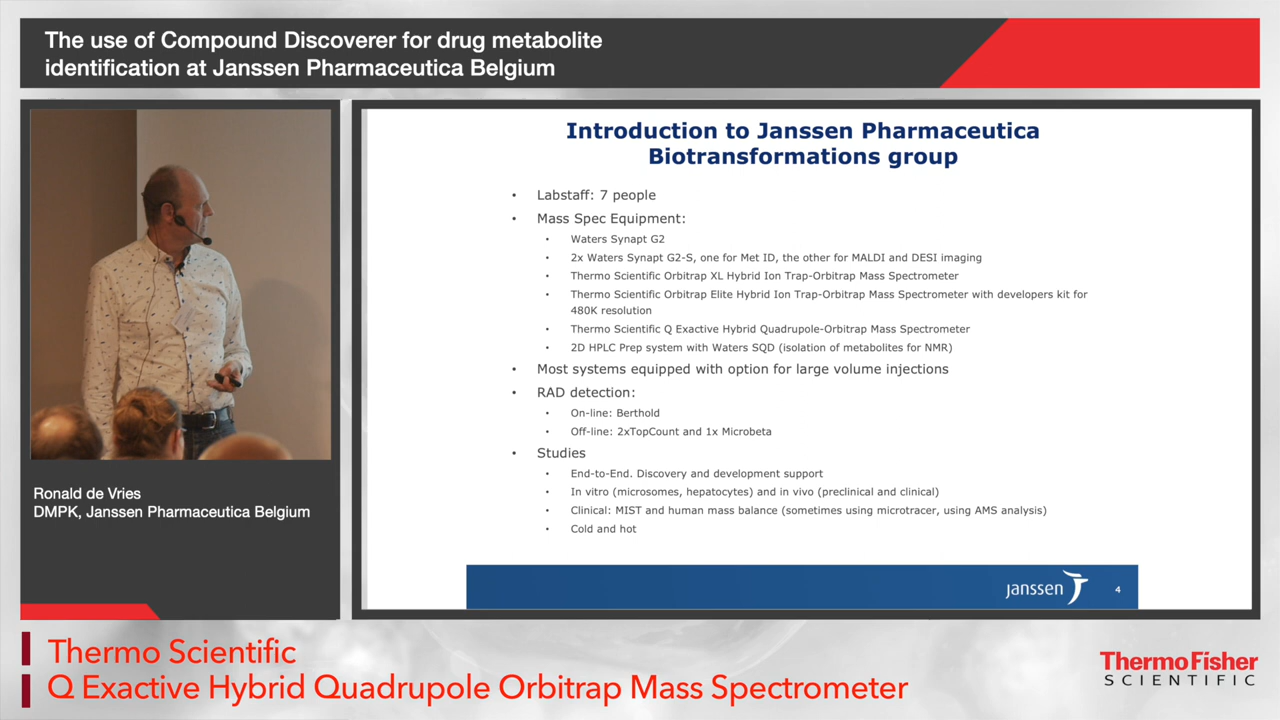 The use of Compound Discoverer for drug metabolite
identification at Janssen Pharmaceutica Belgium
Ronald de Vries
DMPK, Janssen Pharmaceutica Belgium
Introduction to Janssen Pharmaceutica
Biotransformations group
• Labstaff: 7 people
• Mass Spec Equipment:
• Waters Synapt G2
• 2x Waters Synapt G2-S, one for Met ID, the other for MALDI and DESI imaging
• Thermo Scientific Orbitrap XL Hybrid Ion Trap-Orbitrap Mass Spectrometer
• Thermo Scientific Orbitrap Elite Hybrid Ion Trap-Orbitrap Mass Spectrometer with developers kit for
480K resolution
• Thermo Scientific Q Exactive Hybrid Quadrupole-Orbitrap Mass Spectrometer
• 2D HPLC Prep system with Waters SQD (isolation of metabolites for NMR)
• Most systems equipped with option for large volume injections
• RAD detection:
• On-line: Berthold
• Off-line: 2xTopCount and 1x Microbeta
• Studies
• End-to-End. Discovery and development support
• In vitro (microsomes, hepatocytes) and in vivo (preclinical and clinical)
• Clinical: MIST and human mass balance (sometimes using microtracer, using AMS analysis)
• Cold and hot
janssen
4
Thermo Scientific
Q Exactive Hybrid Quadrupole Orbitrap Mass Spectrometer
ThermoFisher
SCIENTIFIC